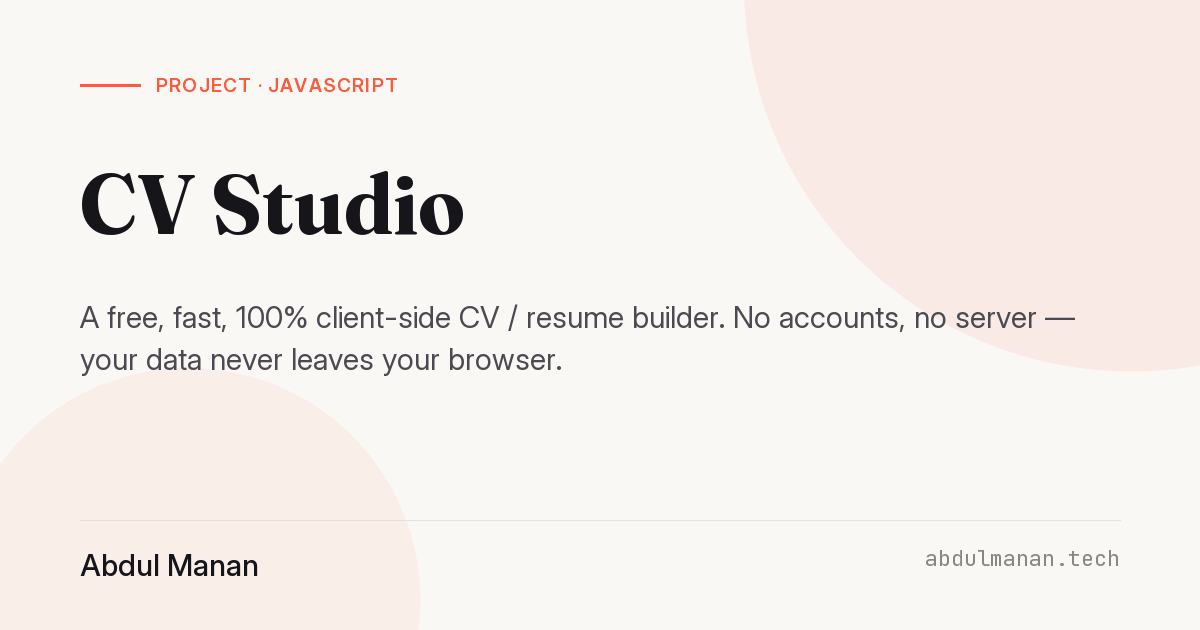 PROJECT · JAVASCRIPT
CV Studio
A free, fast, 100% client-side CV / resume builder. No accounts, no server —
your data never leaves your browser.
Abdul Manan
abdulmanan.tech